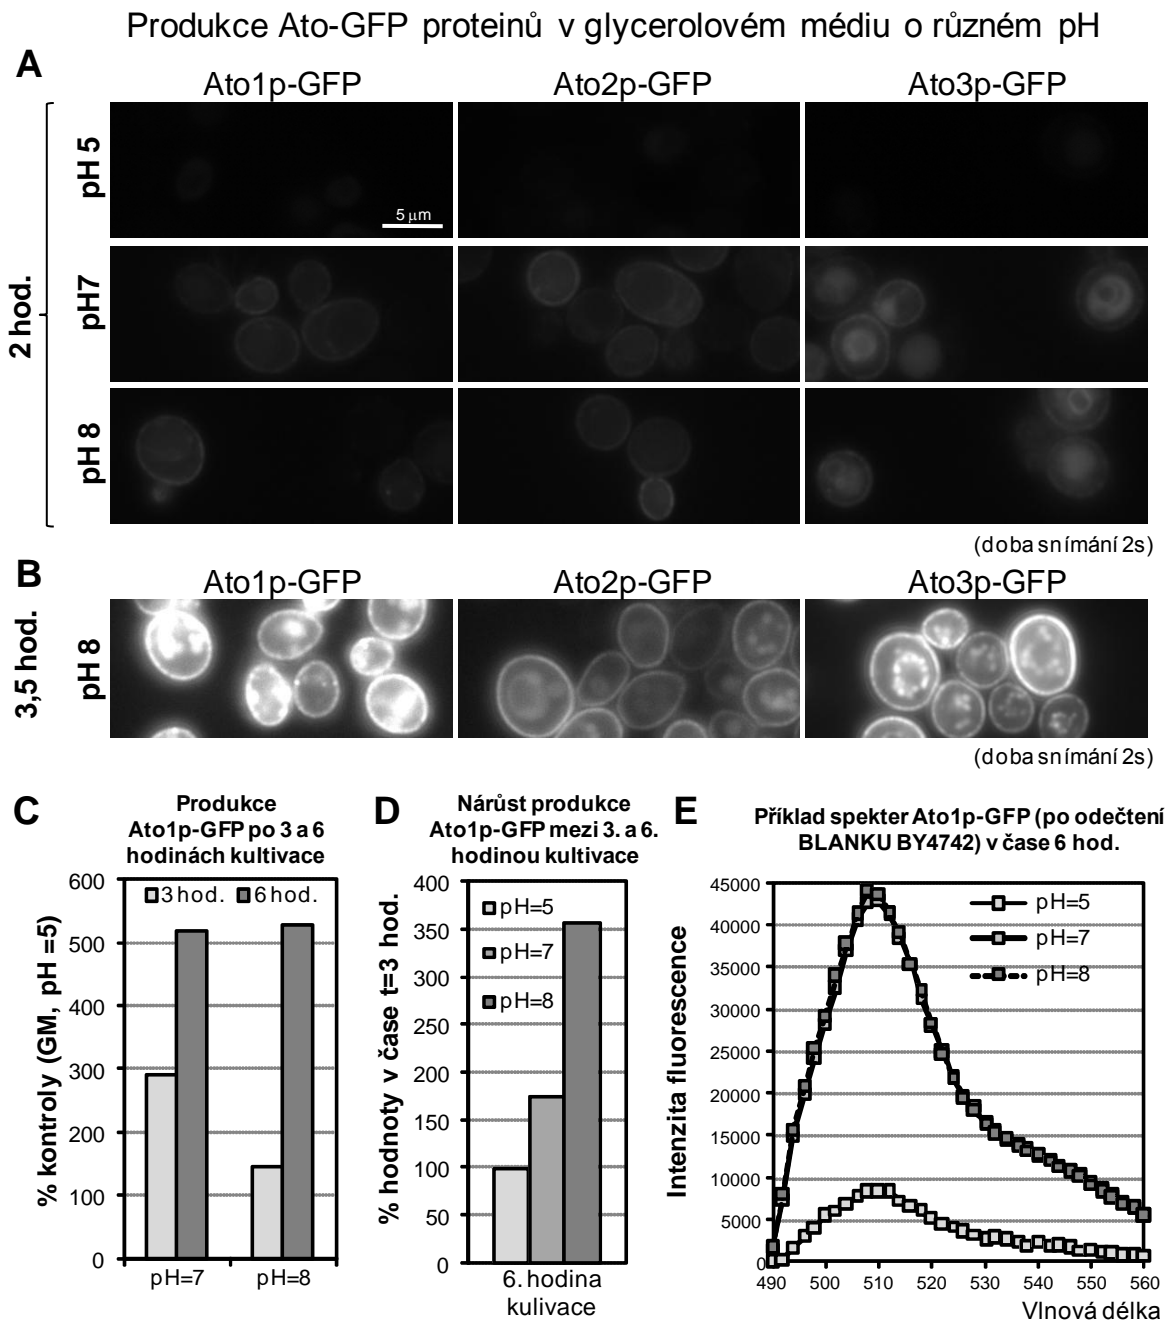 Produkce Ato-GFP proteinů v glycerolovém médiu o různém pH
A
Ato1p-GFP Ato2p-GFP Ato3p-GFP
2 hod.
pH 5
5 µm
pH7
pH 8
(doba snímání 2s)
B
Ato1p-GFP Ato2p-GFP Ato3p-GFP
3,5 hod.
pH 8
(doba snímání 2s)
C
Produkce
Ato1p-GFP po 3 a 6
hodinách kultivace
% kontroly (GM, pH =5)
600
500
400
300
200
100
0
3 hod. 6 hod.
pH=7 pH=8
D
Nárůst produkce
Ato1p-GFP mezi 3. a 6.
hodinou kultivace
% hodnoty v čase t=3 hod.
400
350
300
250
200
150
100
50
0
pH=5
pH=7
pH=8
6. hodina
kulivace
E
Příklad spekter Ato1p-GFP (po odečtení
BLANKU BY4742) v čase 6 hod.
Intenzita fluorescence
45000
40000
35000
30000
25000
20000
15000
10000
5000
0
pH=5
pH=7
pH=8
490 500 510 520 530 540 550 560
Vlnová délka